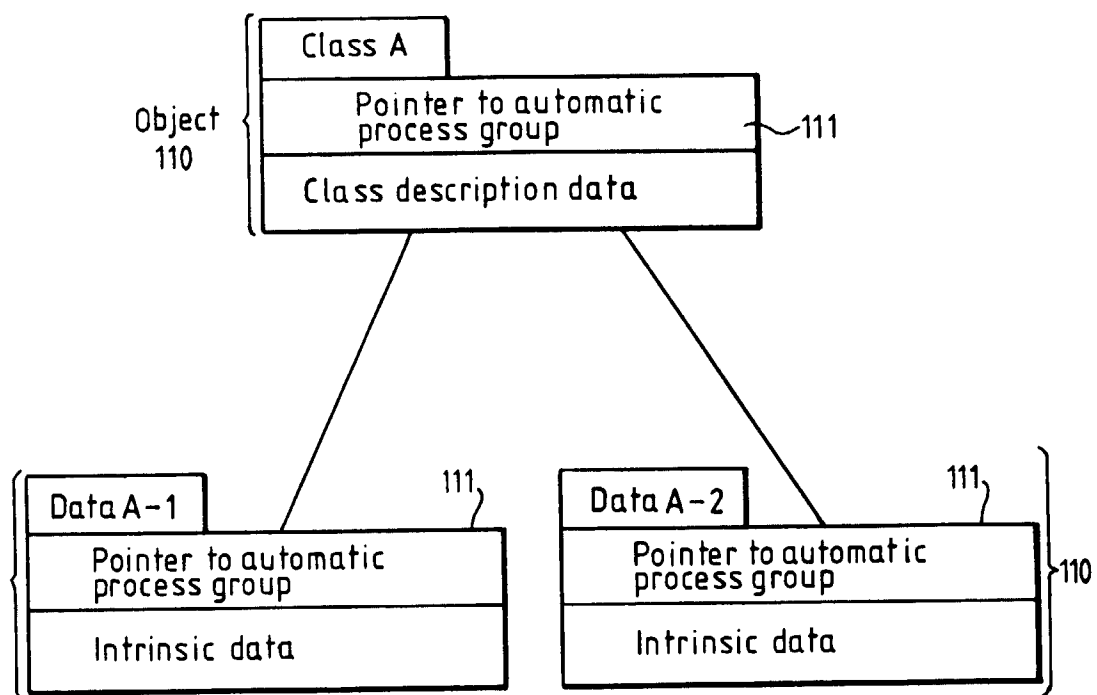 Class A
Object
110
Pointer to automatic
process group
111
Class description data
Data A-1
111
Pointer to automatic
process group
Intrinsic data
Data A-2
111
Pointer to automatic
process group
110
Intrinsic data